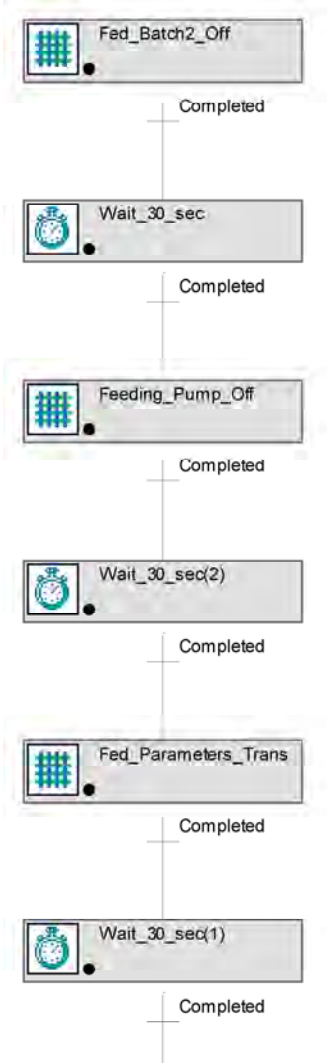 Fed_Batch2_Off
Completed
Wait_30_sec
Completed
Feeding_Pump_Off
Completed
Wait_30_sec(2)
Completed
Fed_Parameters_Trans
Completed
Wait_30_sec(1)
Completed